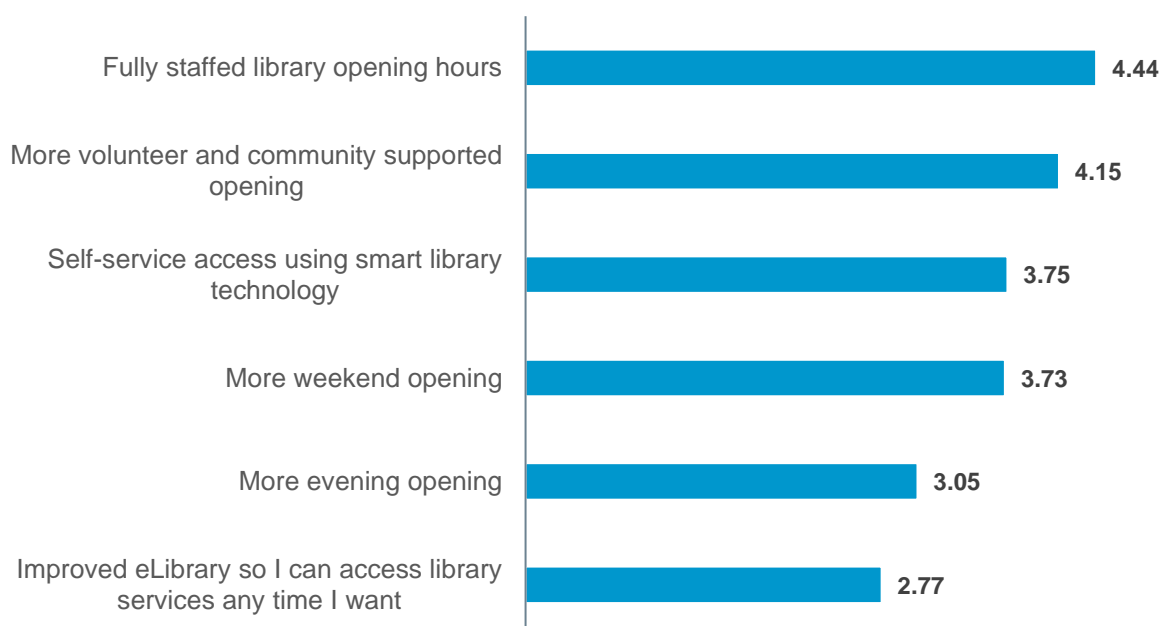 Fully staffed library opening hours
4.44
More volunteer and community supported
opening
4.15
Self-service access using smart library
technology
3.75
More weekend opening
3.73
More evening opening
3.05
Improved eLibrary so I can access library
services any time I want
2.77